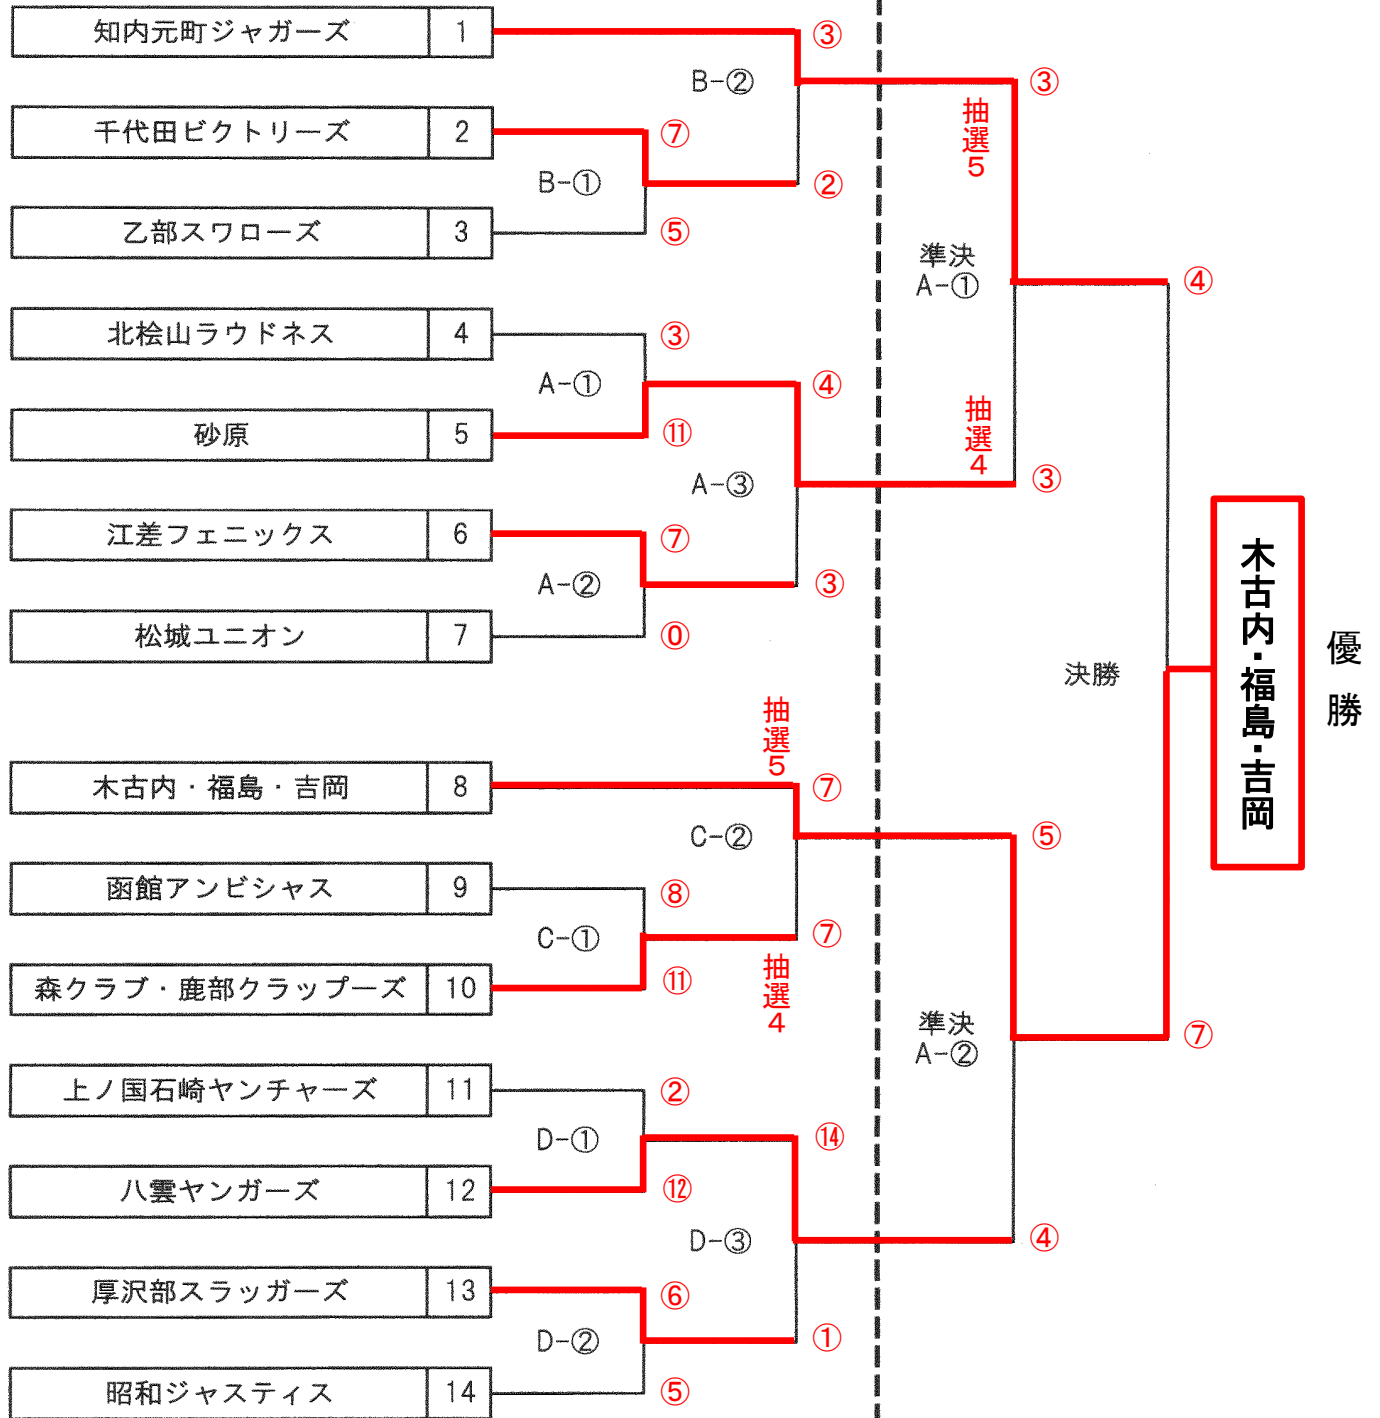 知内元町ジャガーズ 1
③
B-②
③
抽選5
千代田ビクトリーズ 2
⑦
B-①
②
乙部スワローズ 3
⑤
準決
A-①
④
北桧山ラウドネス 4
③
A-①
④
抽選4
砂原 5
⑪
A-③
③
江差フェニックス 6
⑦
A-②
③
松城ユニオン 7
⓪
決勝
木古内・福島・吉岡
優勝
抽選5
木古内・福島・吉岡 8
⑦
C-②
⑤
函館アンビシャス 9
⑧
C-①
⑦
抽選4
森クラブ・鹿部クラップーズ 10
⑪
準決
A-②
⑦
上ノ国石崎ヤンチャーズ 11
②
D-①
⑭
八雲ヤンガーズ 12
⑫
D-③
④
厚沢部スラッガーズ 13
⑥
D-②
①
昭和ジャスティス 14
⑤